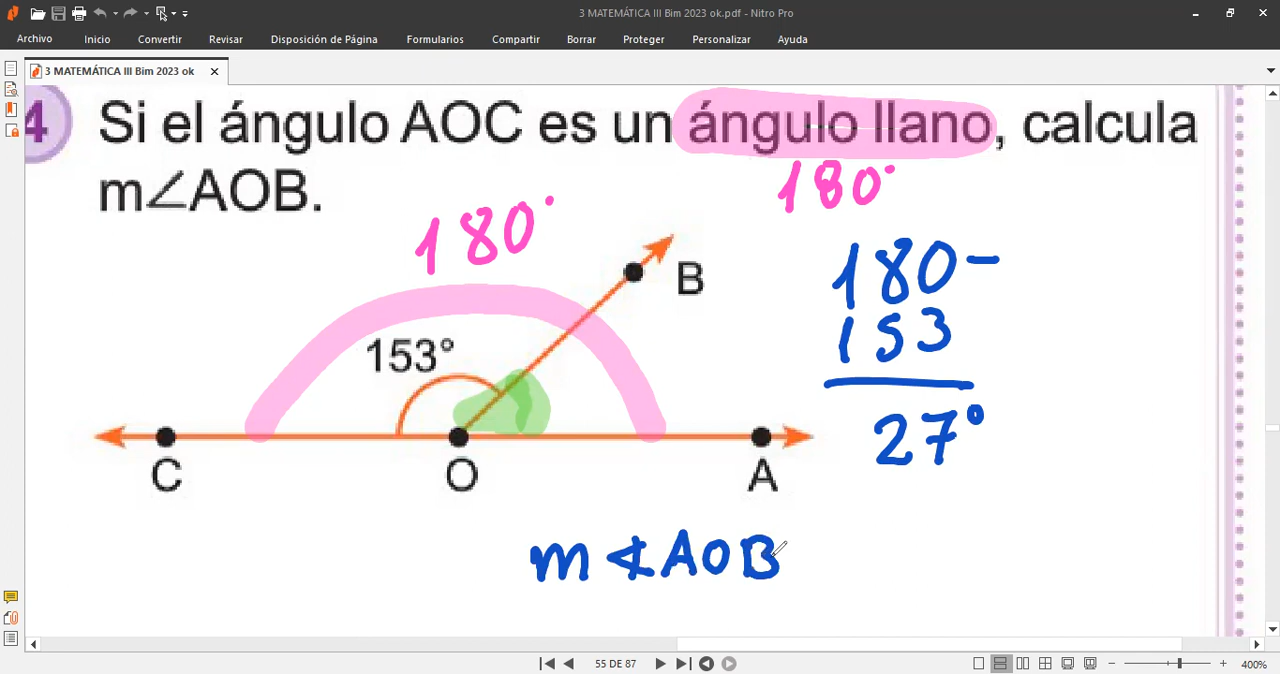 3 MATEMÁTICA III Bim 2023 ok.pdf - Nitro Pro
Archivo Inicio Convertir Revisar Disposición de Página Formularios Compartir Borrar Proteger Personalizar Ayuda
3 MATEMÁTICA III Bim 2023 ok
4 Si el ángulo AOC es un ángulo llano, calcula
m∠AOB.
180°
180°
B
153°
C
O
A
180 -
153
27°
m∢AOB
55 DE 87
400%